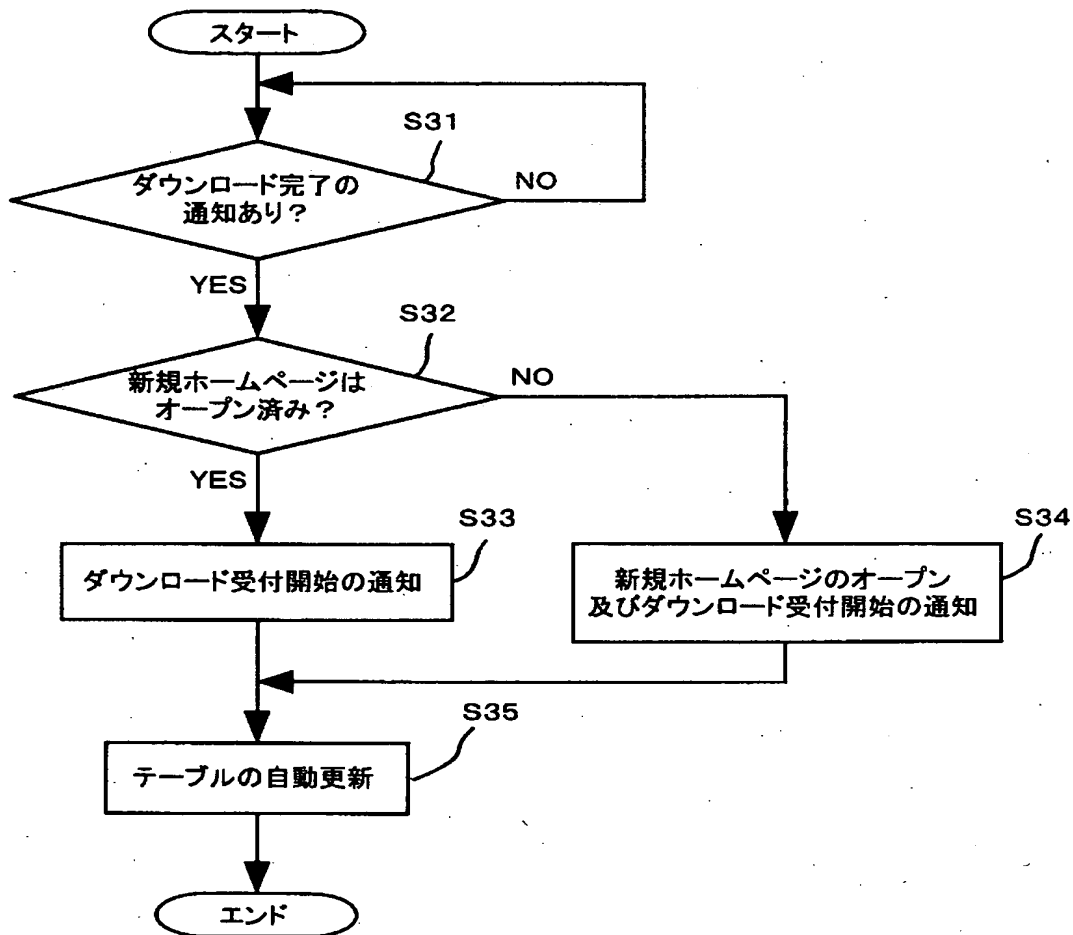 スタート
S31
ダウンロード完了の
通知あり？
NO
YES
S32
新規ホームページは
オープン済み？
NO
YES
S33
ダウンロード受付開始の通知
S34
新規ホームページのオープン
及びダウンロード受付開始の通知
S35
テーブルの自動更新
エンド